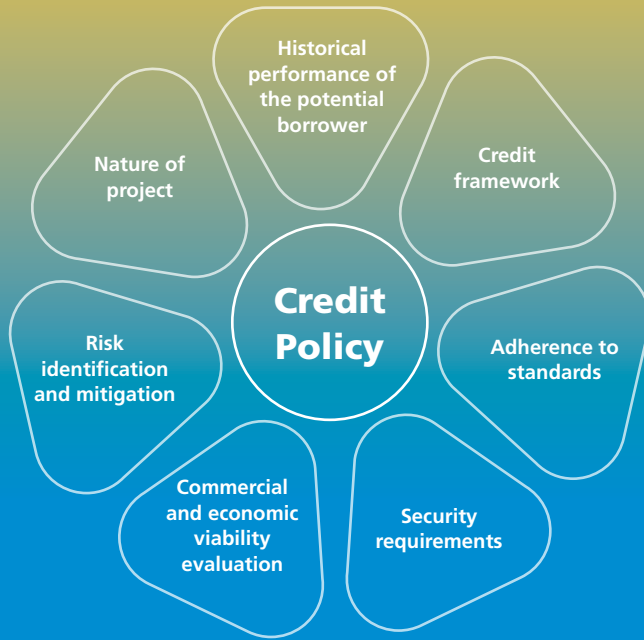 Historical
performance of
the potential
borrower
Credit
framework
Adherence to
standards
Security
requirements
Commercial
and economic
viability
evaluation
Risk
identification
and mitigation
Nature of
project
Credit
Policy